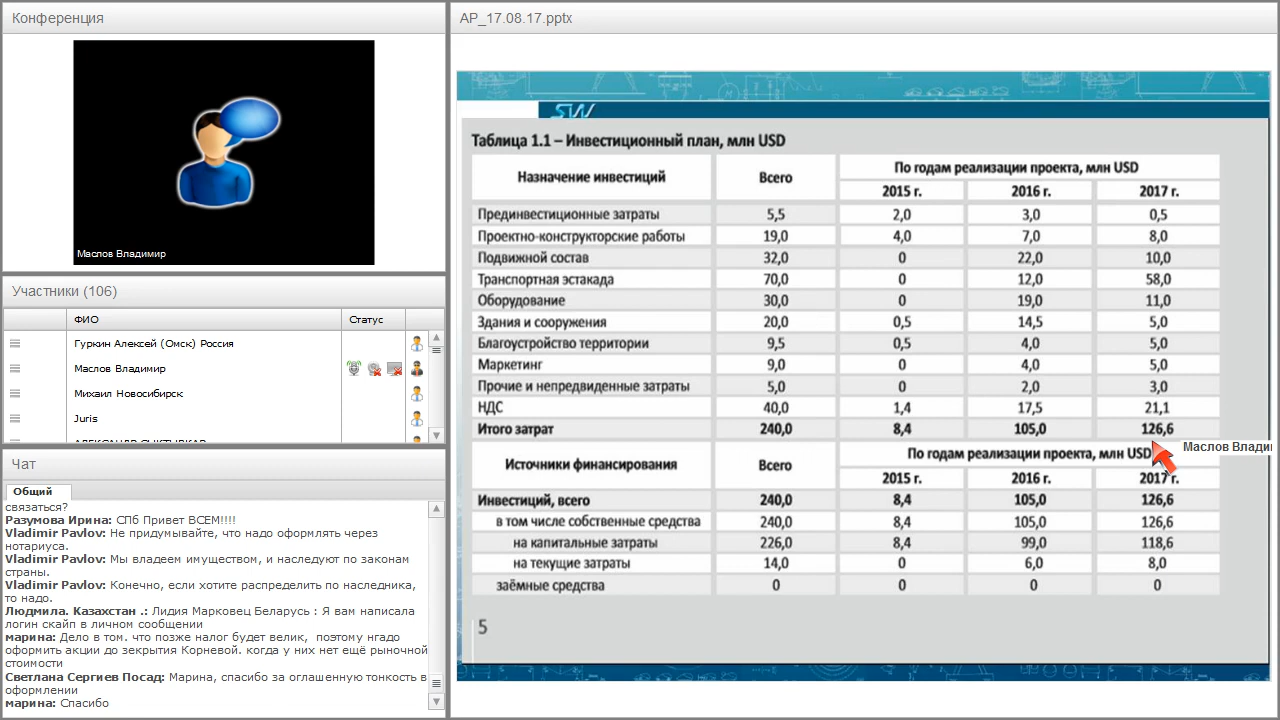 Конференция
Маслов Владимир
Участники (106)
ФИО Статус
Гуркин Алексей (Омск) Россия
Маслов Владимир
Михаил Новосибирск
Juris
Чат
Общий
связаться?
Разумова Ирина: СПб Привет ВСЕМ!!!!
Vladimir Pavlov: Не придумывайте, что надо оформлять через
нотариуса.
Vladimir Pavlov: Мы владеем имуществом, и наследуют по законам
страны.
Vladimir Pavlov: Конечно, если хотите распределить по наследника,
то надо.
Людмила. Казахстан .: Лидия Марковец Беларусь : Я вам написала
логин скайп в личном сообщении
марина: Дело в том. что позже налог будет велик, поэтому нгадо
оформить акции до зекрытия Корневой. когда у них нет ещё рыночной
стоимости
Светлана Сергиев Посад: Марина, спасибо за оглашенную тонкость в
оформлении
марина: Спасибо
AP_17.08.17.pptx
SW
Таблица 1.1 – Инвестиционный план, млн USD
Назначение инвестиций Всего По годам реализации проекта, млн USD
2015 г. 2016 г. 2017 г.
Прединвестиционные затраты 5,5 2,0 3,0 0,5
Проектно-конструкторские работы 19,0 4,0 7,0 8,0
Подвижной состав 32,0 0 22,0 10,0
Транспортная эстакада 70,0 0 12,0 58,0
Оборудование 30,0 0 19,0 11,0
Здания и сооружения 20,0 0,5 14,5 5,0
Благоустройство территории 9,5 0,5 4,0 5,0
Маркетинг 9,0 0 4,0 5,0
Прочие и непредвиденные затраты 5,0 0 2,0 3,0
НДС 40,0 1,4 17,5 21,1
Итого затрат 240,0 8,4 105,0 126,6
Маслов Влади
Источники финансирования Всего По годам реализации проекта, млн USD
2015 г. 2016 г. 2017 г.
Инвестиций, всего 240,0 8,4 105,0 126,6
в том числе собственные средства 240,0 8,4 105,0 126,6
на капитальные затраты 226,0 8,4 99,0 118,6
на текущие затраты 14,0 0 6,0 8,0
заёмные средства 0 0 0 0
5